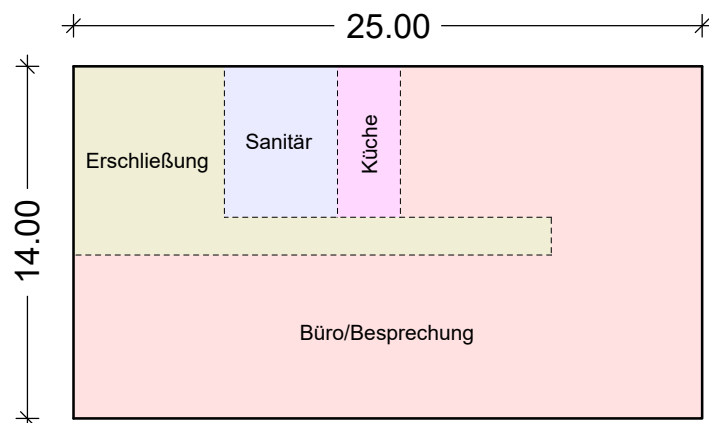 25.00
14.00
Erschließung
Sanitär
Küche
Büro/Besprechung